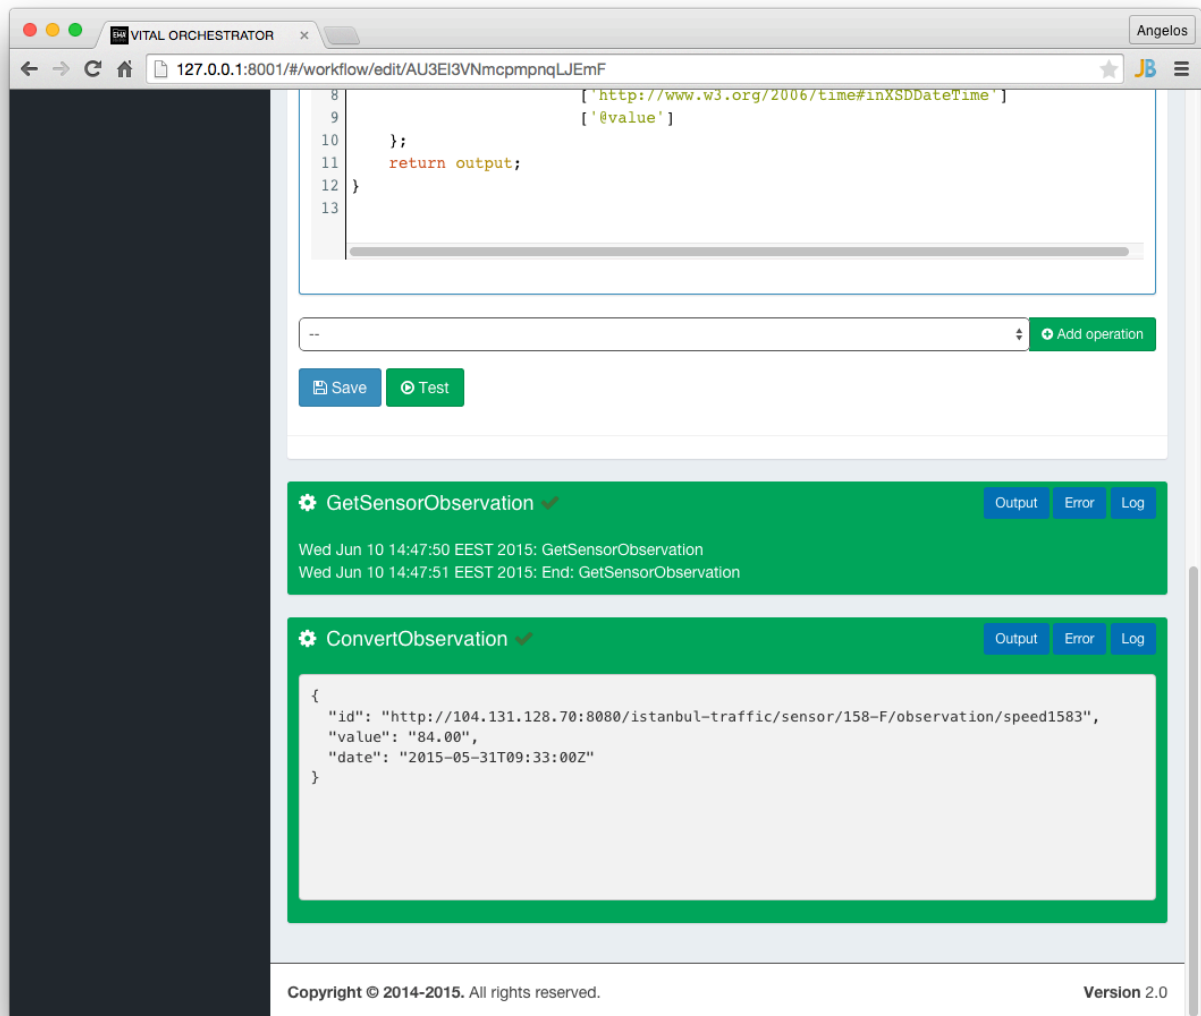 VITAL ORCHESTRATOR
Angelos
127.0.0.1:8001/#/workflow/edit/AU3EI3VNmcpmpnqLJEmF
JB
8 ['http://www.w3.org/2006/time#inXSDDateTime']
9 ['@value']
10 };
11 return output;
12 }
13
--
Add operation
Save
Test
GetSensorObservation
Output Error Log
Wed Jun 10 14:47:50 EEST 2015: GetSensorObservation
Wed Jun 10 14:47:51 EEST 2015: End: GetSensorObservation
ConvertObservation
Output Error Log
{
"id": "http://104.131.128.70:8080/istanbul-traffic/sensor/158-F/observation/speed1583",
"value": "84.00",
"date": "2015-05-31T09:33:00Z"
}
Copyright © 2014-2015. All rights reserved.
Version 2.0